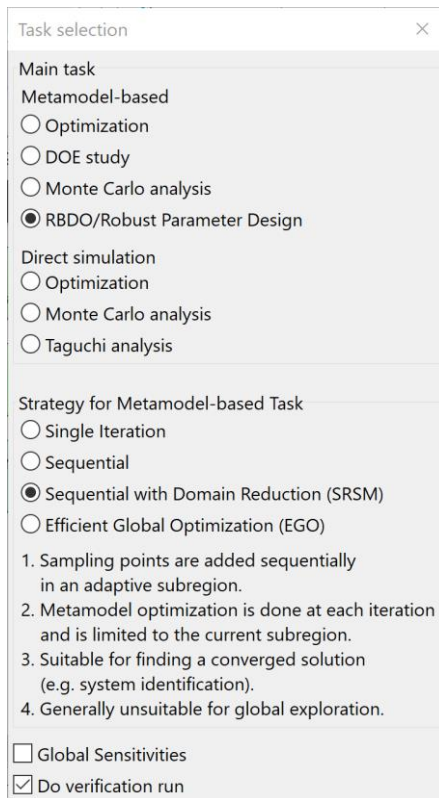 Task selection
Main task
Metamodel-based
Optimization
DOE study
Monte Carlo analysis
RBDO/Robust Parameter Design
Direct simulation
Optimization
Monte Carlo analysis
Taguchi analysis
Strategy for Metamodel-based Task
Single Iteration
Sequential
Sequential with Domain Reduction (SRSM)
Efficient Global Optimization (EGO)
1. Sampling points are added sequentially
in an adaptive subregion.
2. Metamodel optimization is done at each iteration
and is limited to the current subregion.
3. Suitable for finding a converged solution
(e.g. system identification).
4. Generally unsuitable for global exploration.
Global Sensitivities
Do verification run